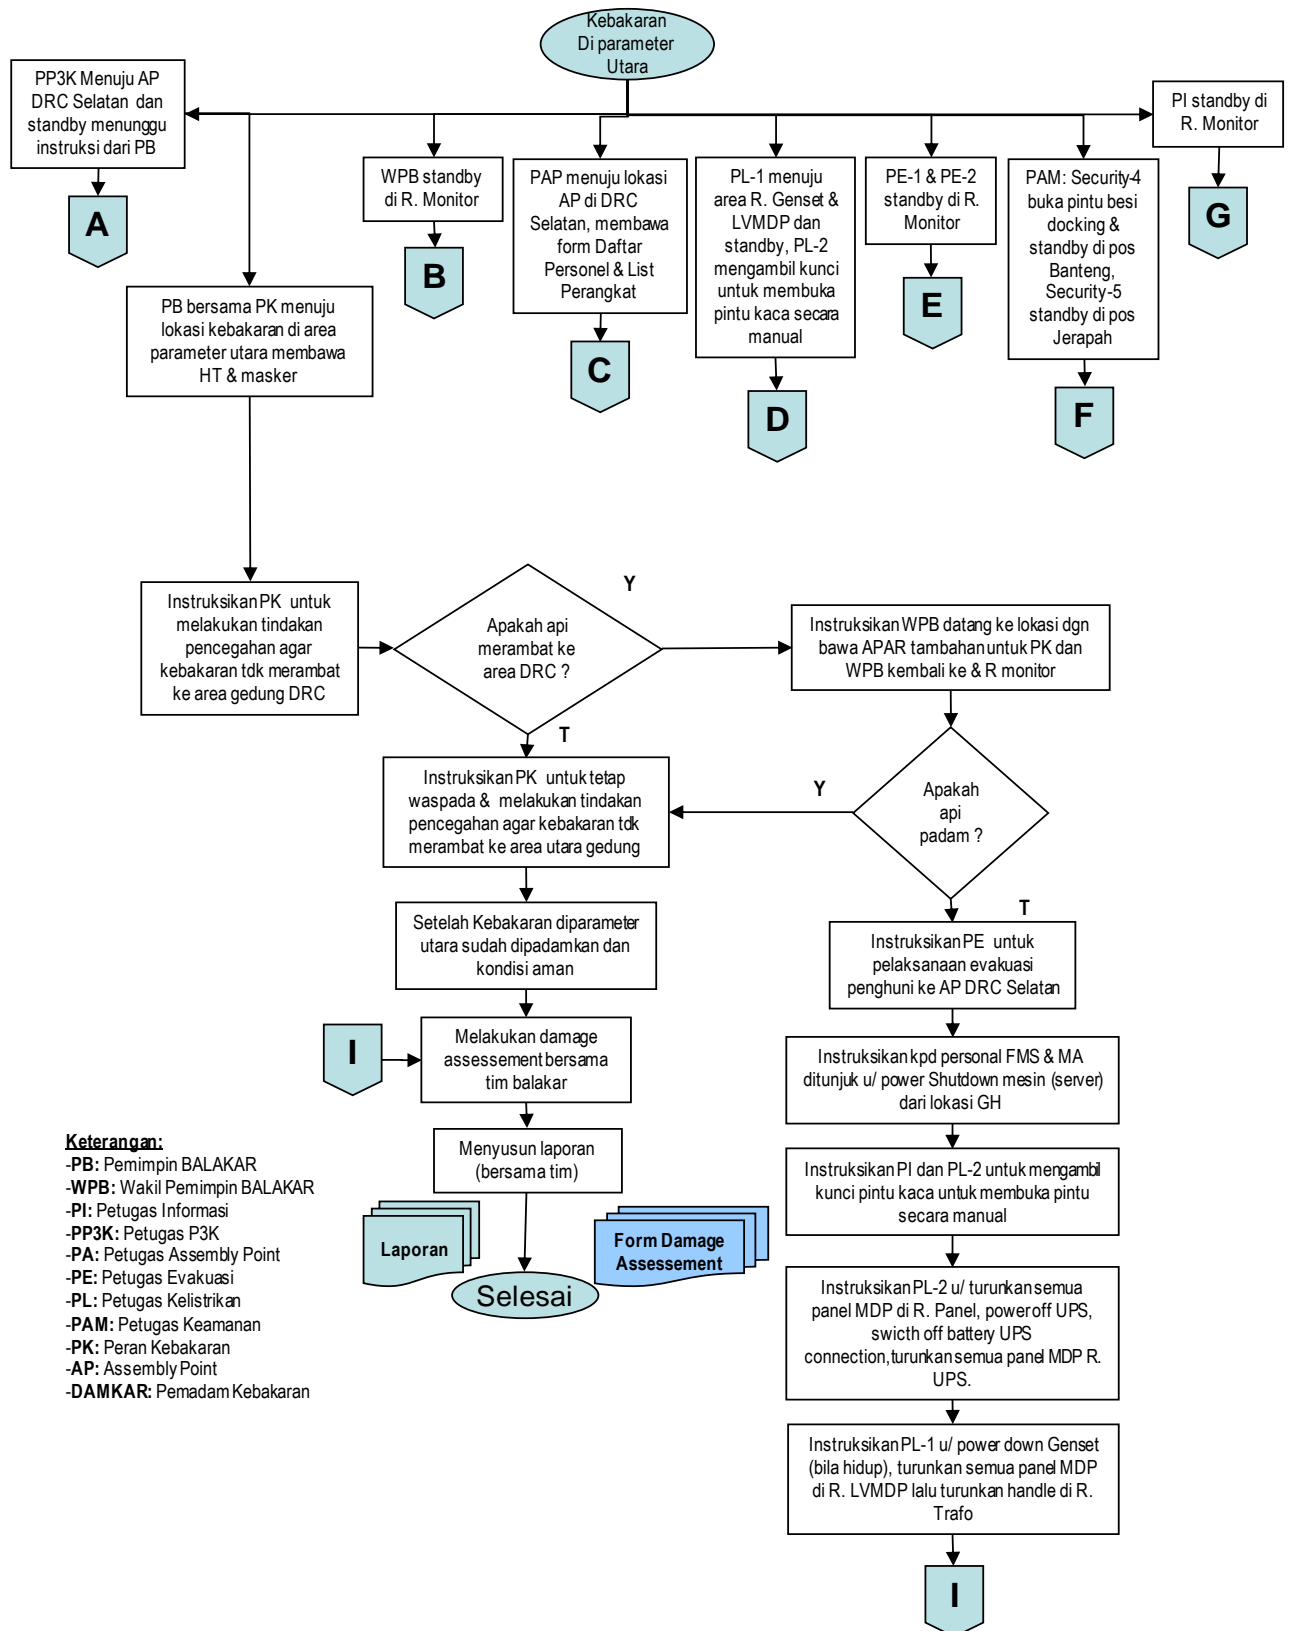 Kebakaran
Di parameter
Utara
PP3K Menuju AP
DRC Selatan dan
standby menunggu
instruksi dari PB
A
PB bersama PK menuju
lokasi kebakaran di area
parameter utara membawa
HT & masker
WPB standby
di R. Monitor
B
PAP menuju lokasi
AP di DRC
Selatan, membawa
form Daftar
Personel & List
Perangkat
C
PL-1 menuju
area R. Genset &
LVMDP dan
standby, PL-2
mengambil kunci
untuk membuka
pintu kaca secara
manual
D
PE-1 & PE-2
standby di R.
Monitor
E
PAM: Security-4
buka pintu besi
docking &
standby di pos
Banteng,
Security-5
standby di pos
Jerapah
F
PI standby di
R. Monitor
G
Instruksikan PK untuk
melakukan tindakan
pencegahan agar
kebakaran tdk merambat
ke area gedung DRC
Apakah api
merambat ke
area DRC ?
Y
T
Instruksikan WPB datang ke lokasi dgn
bawa APAR tambahan untuk PK dan
WPB kembali ke & R monitor
Apakah
api
padam ?
Y
T
Instruksikan PK untuk tetap
waspada & melakukan tindakan
pencegahan agar kebakaran tdk
merambat ke area utara gedung
Setelah Kebakaran diparameter
utara sudah dipadamkan dan
kondisi aman
I
Melakukan damage
assessement bersama
tim balakar
Menyusun laporan
(bersama tim)
Laporan
Form Damage
Assessement
Selesai
Instruksikan PE untuk
pelaksanaan evakuasi
penghuni ke AP DRC Selatan
Instruksikan kpd personal FMS & MA
ditunjuk u/ power Shutdown mesin (server)
dari lokasi GH
Instruksikan PI dan PL-2 untuk mengambil
kunci pintu kaca untuk membuka pintu
secara manual
Instruksikan PL-2 u/ turunkan semua
panel MDP di R. Panel, power off UPS,
swicth off battery UPS
connection,turunkan semua panel MDP R.
UPS.
Instruksikan PL-1 u/ power down Genset
(bila hidup), turunkan semua panel MDP
di R. LVMDP lalu turunkan handle di R.
Trafo
I
Keterangan:
-PB: Pemimpin BALAKAR
-WPB: Wakil Pemimpin BALAKAR
-PI: Petugas Informasi
-PP3K: Petugas P3K
-PA: Petugas Assembly Point
-PE: Petugas Evakuasi
-PL: Petugas Kelistrikan
-PAM: Petugas Keamanan
-PK: Peran Kebakaran
-AP: Assembly Point
-DAMKAR: Pemadam Kebakaran